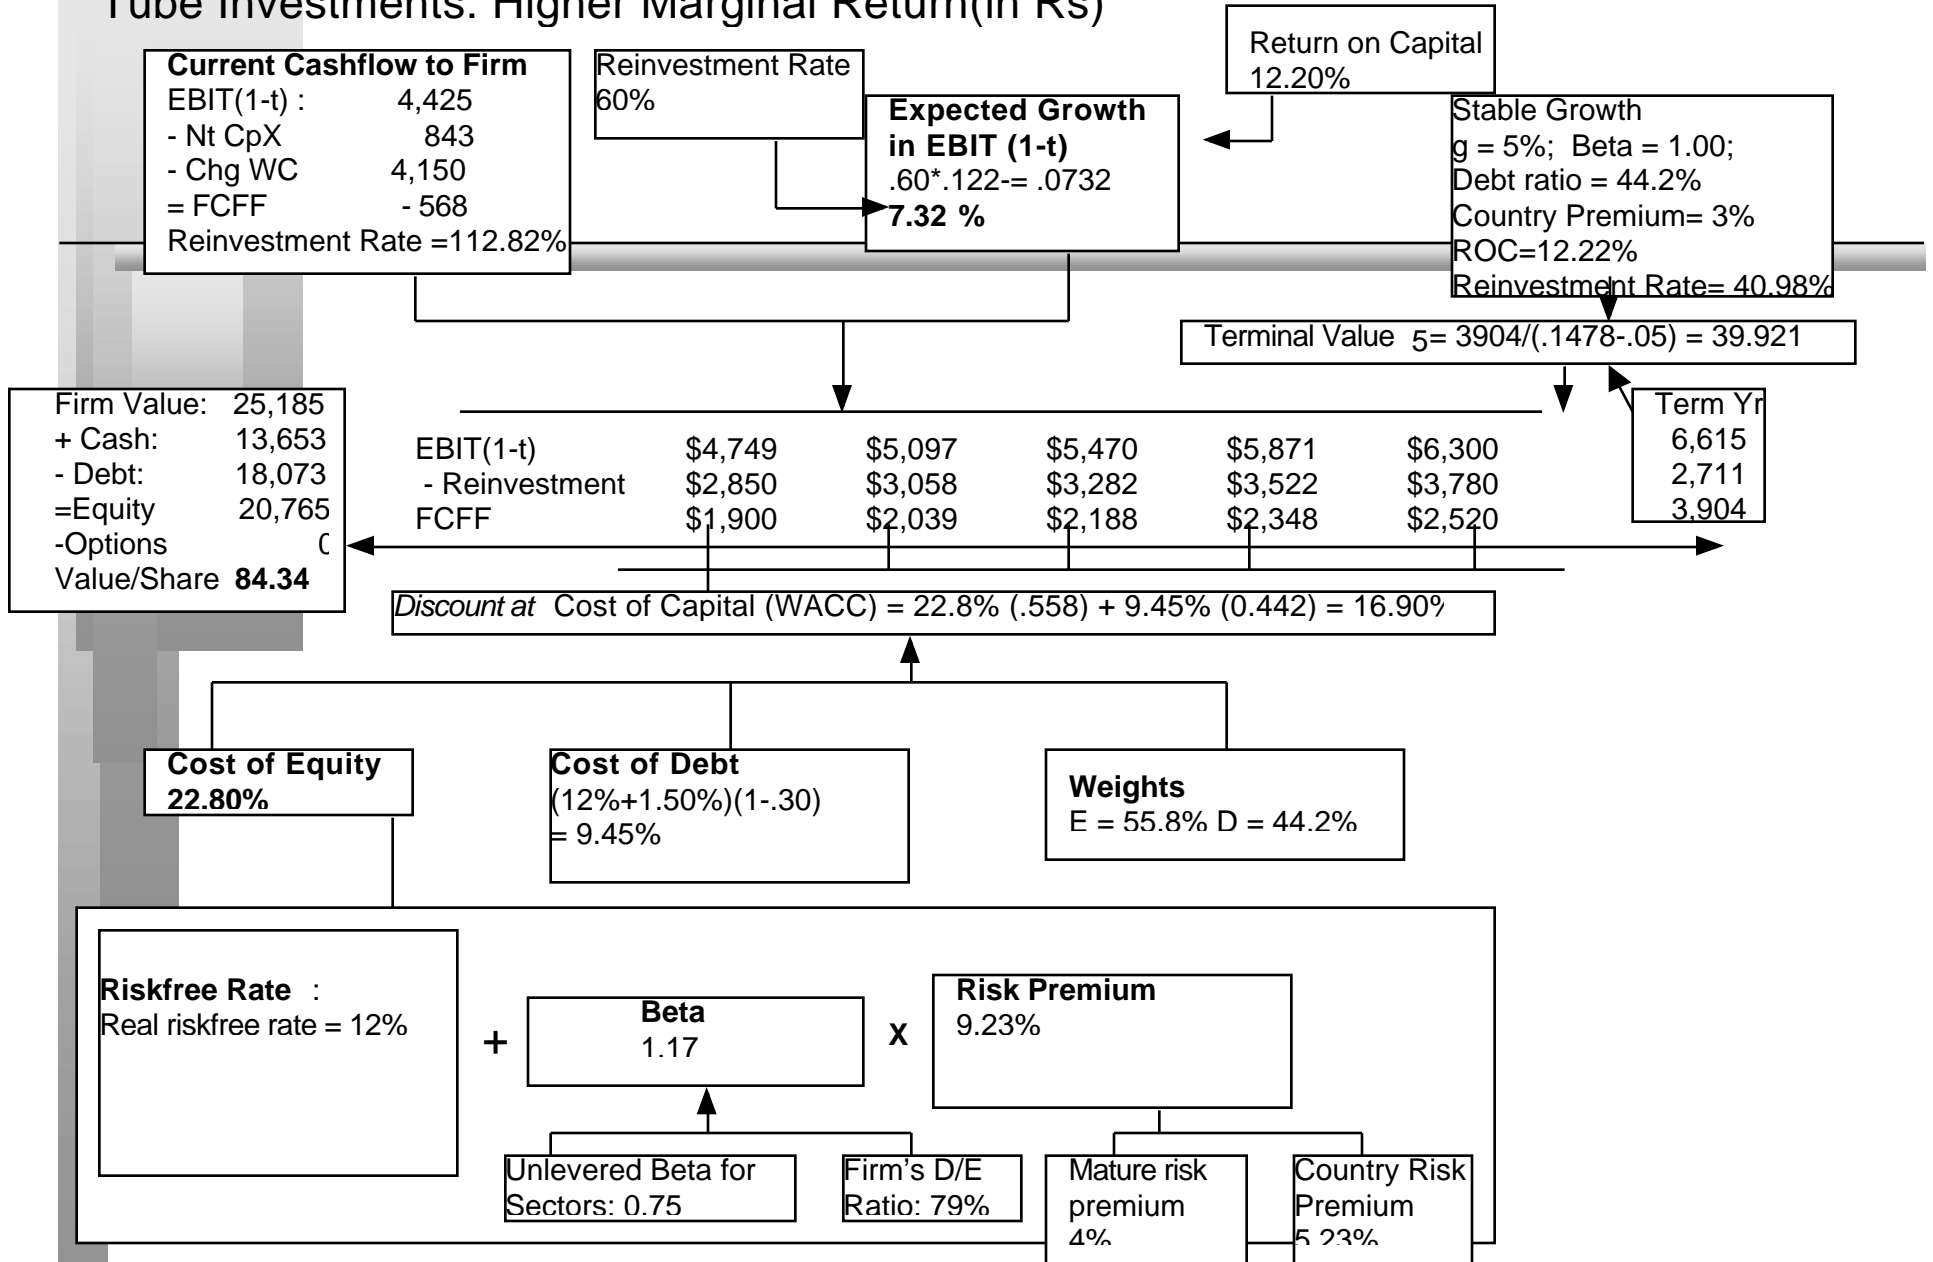 Tube Investments: Higher Marginal Return(in Rs)
Current Cashflow to Firm
EBIT(1-t) : 4,425
- Nt CpX 843
- Chg WC 4,150
= FCFF - 568
Reinvestment Rate =112.82%
Reinvestment Rate
60%
Expected Growth
in EBIT (1-t)
.60*.122-= .0732
7.32 %
Return on Capital
12.20%
Stable Growth
g = 5%; Beta = 1.00;
Debt ratio = 44.2%
Country Premium= 3%
ROC=12.22%
Reinvestment Rate= 40.98%
Terminal Value 5= 3904/(.1478-.05) = 39.921
Firm Value: 25,185
+ Cash: 13,653
- Debt: 18,073
=Equity 20,765
-Options 0
Value/Share 84.34
EBIT(1-t) $4,749 $5,097 $5,470 $5,871 $6,300
- Reinvestment $2,850 $3,058 $3,282 $3,522 $3,780
FCFF $1,900 $2,039 $2,188 $2,348 $2,520
Term Yr
6,615
2,711
3,904
Discount at Cost of Capital (WACC) = 22.8% (.558) + 9.45% (0.442) = 16.90%
Cost of Equity
22.80%
Cost of Debt
(12%+1.50%)(1-.30)
= 9.45%
Weights
E = 55.8% D = 44.2%
Riskfree Rate :
Real riskfree rate = 12%
+
Beta
1.17
X
Risk Premium
9.23%
Unlevered Beta for
Sectors: 0.75
Firm’s D/E
Ratio: 79%
Mature risk
premium
4%
Country Risk
Premium
5.23%